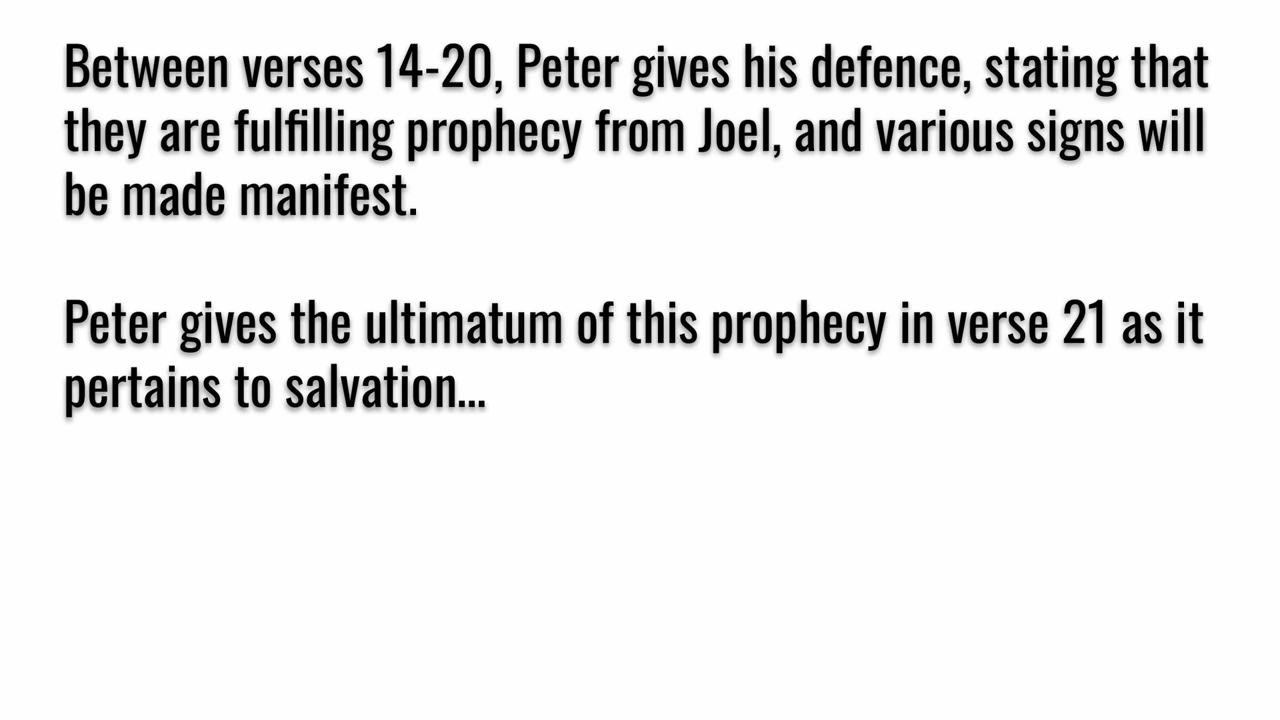 Between verses 14-20, Peter gives his defence, stating that
they are fulfilling prophecy from Joel, and various signs will
be made manifest.
Peter gives the ultimatum of this prophecy in verse 21 as it
pertains to salvation...